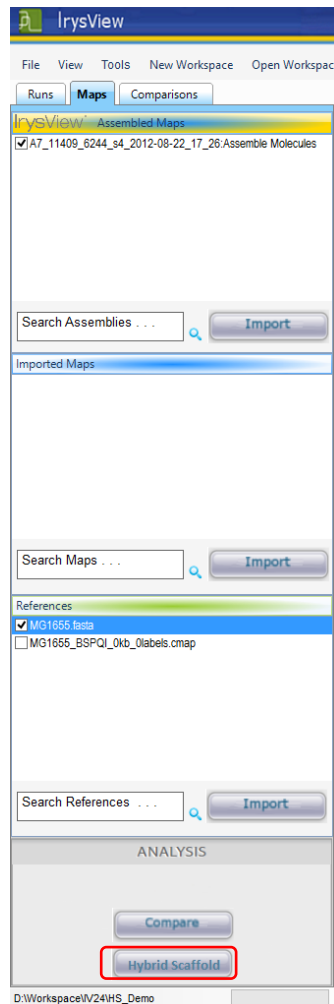 IrysView
File View Tools New Workspace Open Workspac
Runs Maps Comparisons
IrysView Assembled Maps
A7_11409_6244_s4_2012-08-22_17_26:Assemble Molecules
Search Assemblies . . . Import
Imported Maps
Search Maps . . . Import
References
MG1655.fasta
MG1655_BSPQI_0kb_0labels.cmap
Search References . . . Import
ANALYSIS
Compare
Hybrid Scaffold
D:\Workspace\IV24\HS_Demo